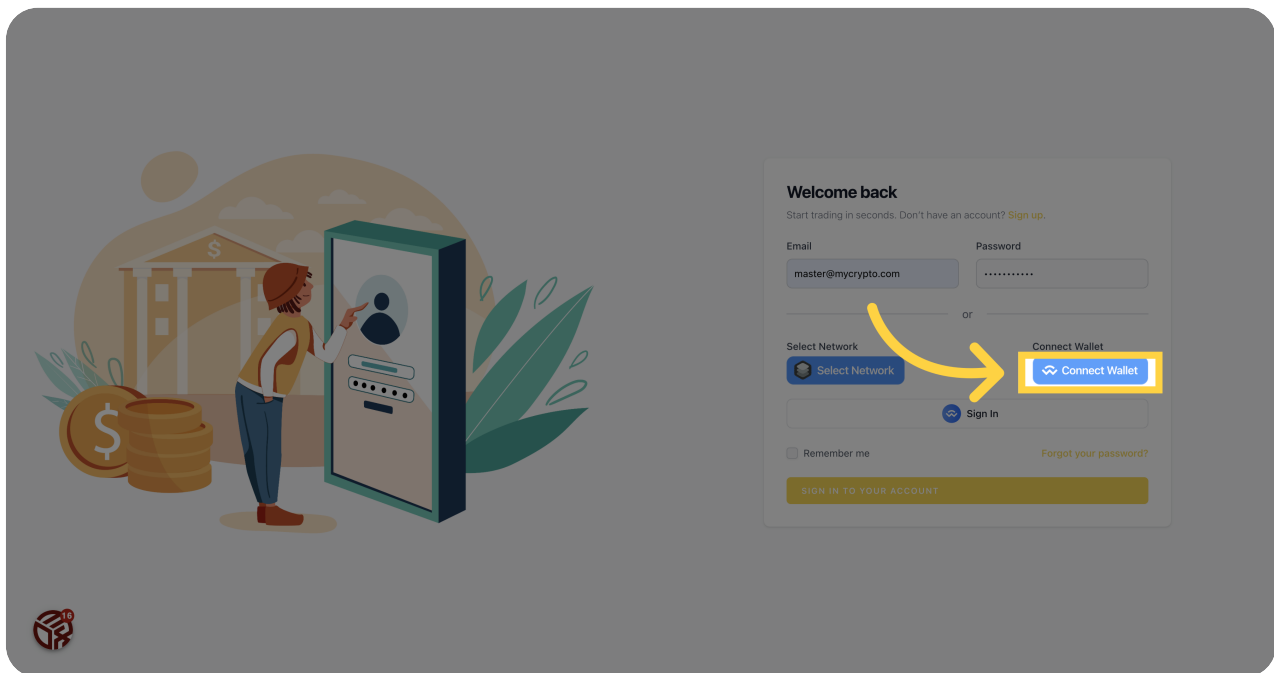 Welcome back
Start trading in seconds. Don't have an account? Sign up.
Email Password
master@mycrypto.com •••••••••••
or
Select Network Connect Wallet
Select Network Connect Wallet
Sign In
Remember me Forgot your password?
SIGN IN TO YOUR ACCOUNT
$
$
16